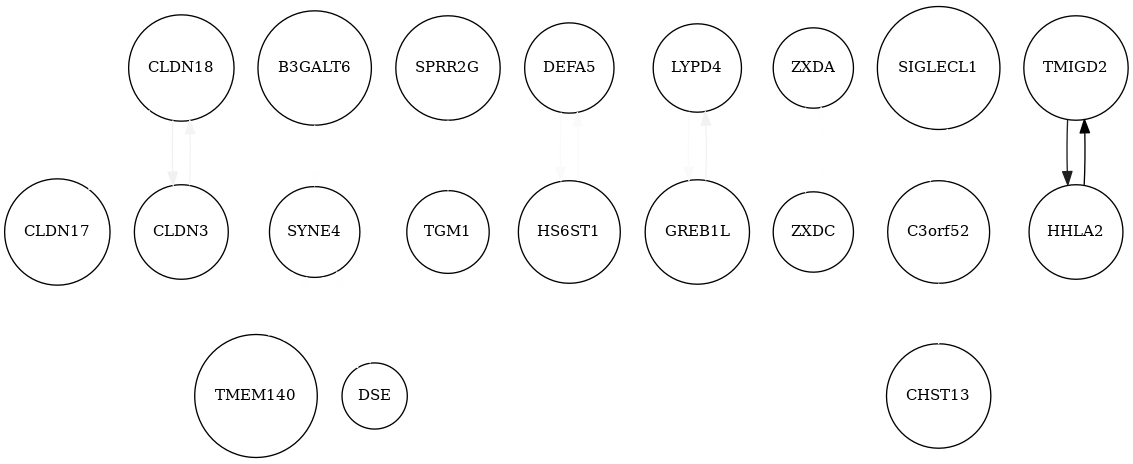 CLDN18
B3GALT6
SPRR2G
DEFA5
LYPD4
ZXDA
SIGLECL1
TMIGD2
CLDN17
CLDN3
SYNE4
TGM1
HS6ST1
GREB1L
ZXDC
C3orf52
HHLA2
TMEM140
DSE
CHST13